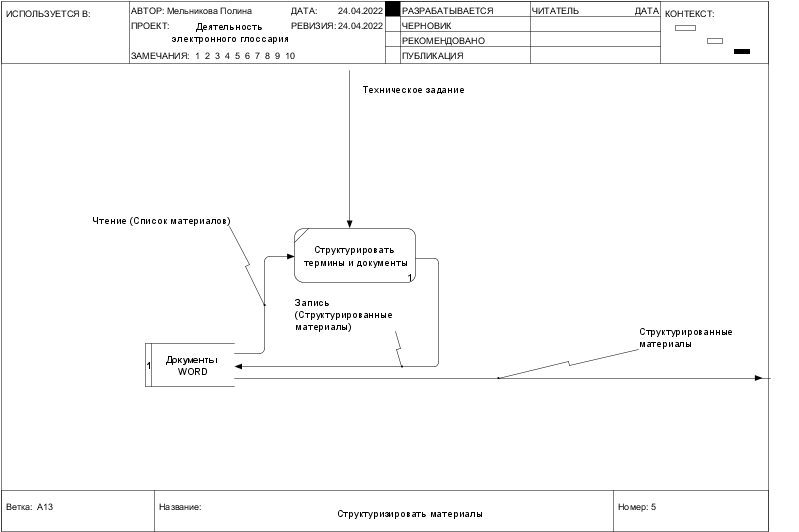 ИСПОЛЬЗУЕТСЯ В:
АВТОР: Мельникова Полина
ДАТА: 24.04.2022
РАЗРАБАТЫВАЕТСЯ
ЧИТАТЕЛЬ
ДАТА
КОНТЕКСТ:
ПРОЕКТ: Деятельность
электронного глоссария
РЕВИЗИЯ: 24.04.2022
ЧЕРНОВИК
РЕКОМЕНДОВАНО
ЗАМЕЧАНИЯ: 1 2 3 4 5 6 7 8 9 10
ПУБЛИКАЦИЯ
Техническое задание
Чтение (Список материалов)
Структурировать
термины и документы
1
Запись
(Структурированные
материалы)
1
Документы
WORD
Структурированные
материалы
Ветка: A13
Название:
Структуризировать материалы
Номер: 5